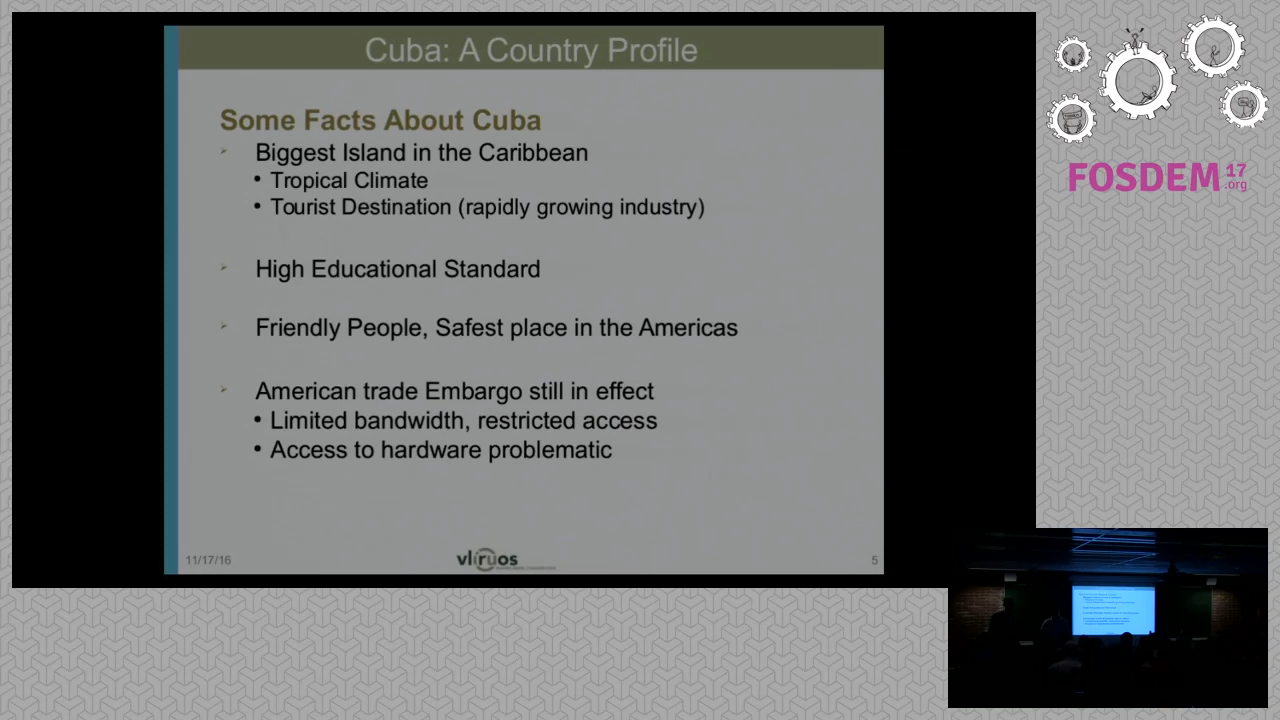 Cuba: A Country Profile
Some Facts About Cuba
Biggest Island in the Caribbean
• Tropical Climate
• Tourist Destination (rapidly growing industry)
High Educational Standard
Friendly People, Safest place in the Americas
American trade Embargo still in effect
• Limited bandwidth, restricted access
• Access to hardware problematic
11/17/16
vliruos
5
FOSDEM 17
.org